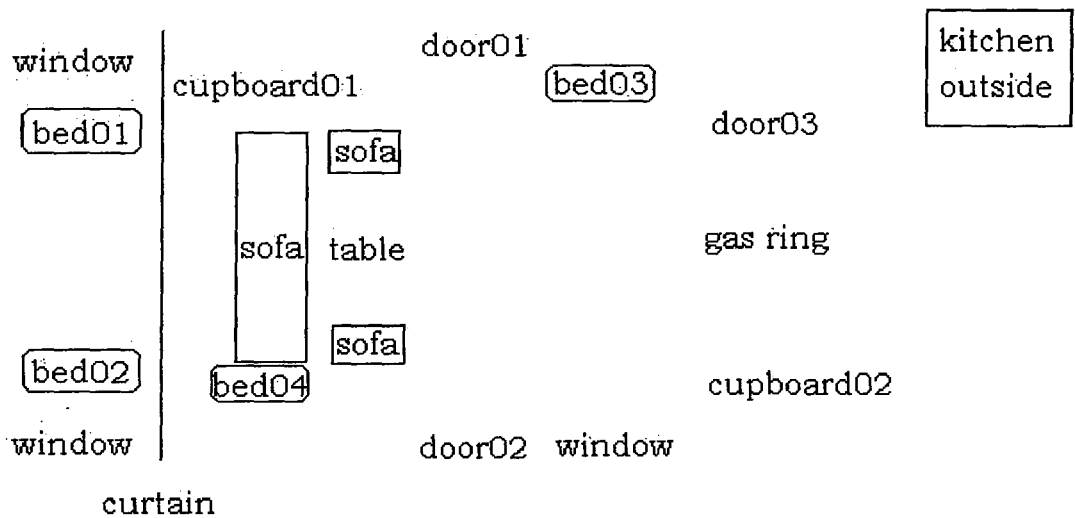 door01
kitchen
outside
window
cupboard01
bed03
bed01
door03
sofa
sofa
table
gas ring
sofa
bed02
bed04
cupboard02
window
door02
window
curtain